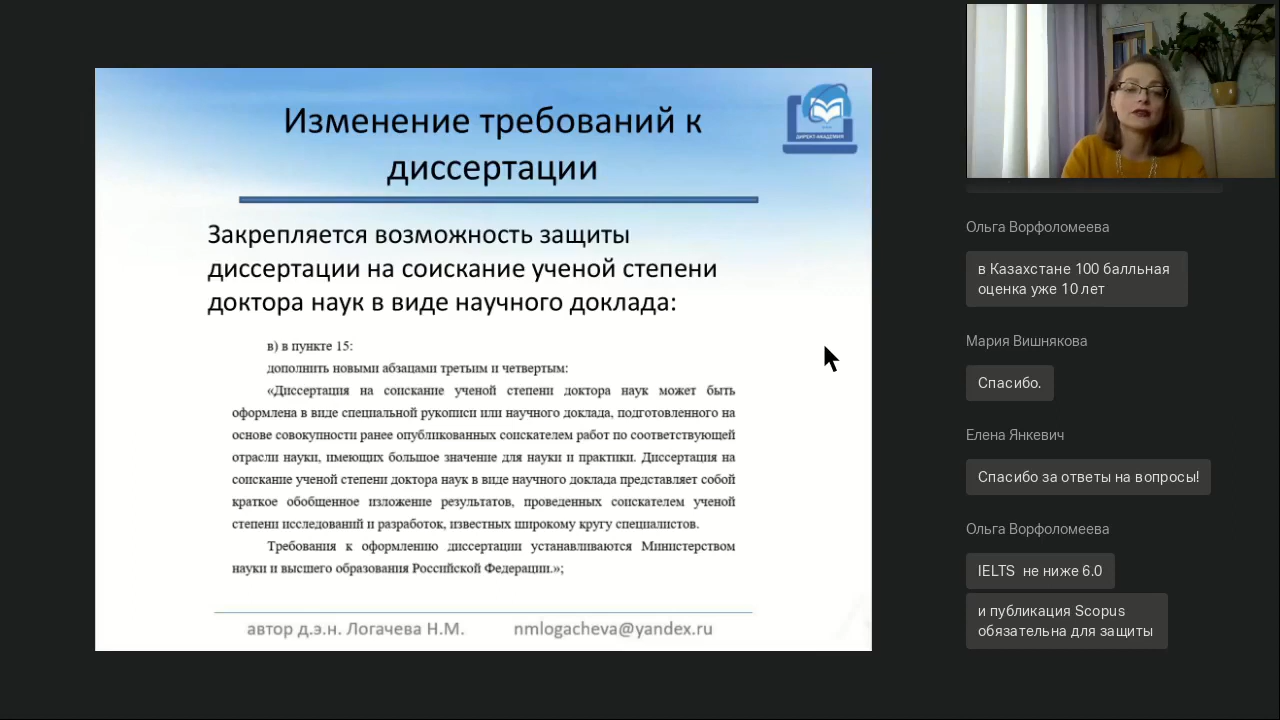 Изменение требований к
диссертации
ДИРЕКТ-АКАДЕМИЯ
Закрепляется возможность защиты
диссертации на соискание ученой степени
доктора наук в виде научного доклада:
в) в пункте 15:
дополнить новыми абзацами третьим и четвертым:
«Диссертация на соискание ученой степени доктора наук может быть
оформлена в виде специальной рукописи или научного доклада, подготовленного на
основе совокупности ранее опубликованных соискателем работ по соответствующей
отрасли науки, имеющих большое значение для науки и практики. Диссертация на
соискание ученой степени доктора наук в виде научного доклада представляет собой
краткое обобщенное изложение результатов, проведенных соискателем ученой
степени исследований и разработок, известных широкому кругу специалистов.
Требования к оформлению диссертации устанавливаются Министерством
науки и высшего образования Российской Федерации.»;
автор д.э.н. Логачева Н.М. nmlogacheva@yandex.ru
Ольга Ворфоломеева
в Казахстане 100 балльная
оценка уже 10 лет
Мария Вишнякова
Спасибо.
Елена Янкевич
Спасибо за ответы на вопросы!
Ольга Ворфоломеева
IELTS не ниже 6.0
и публикация Scopus
обязательна для защиты